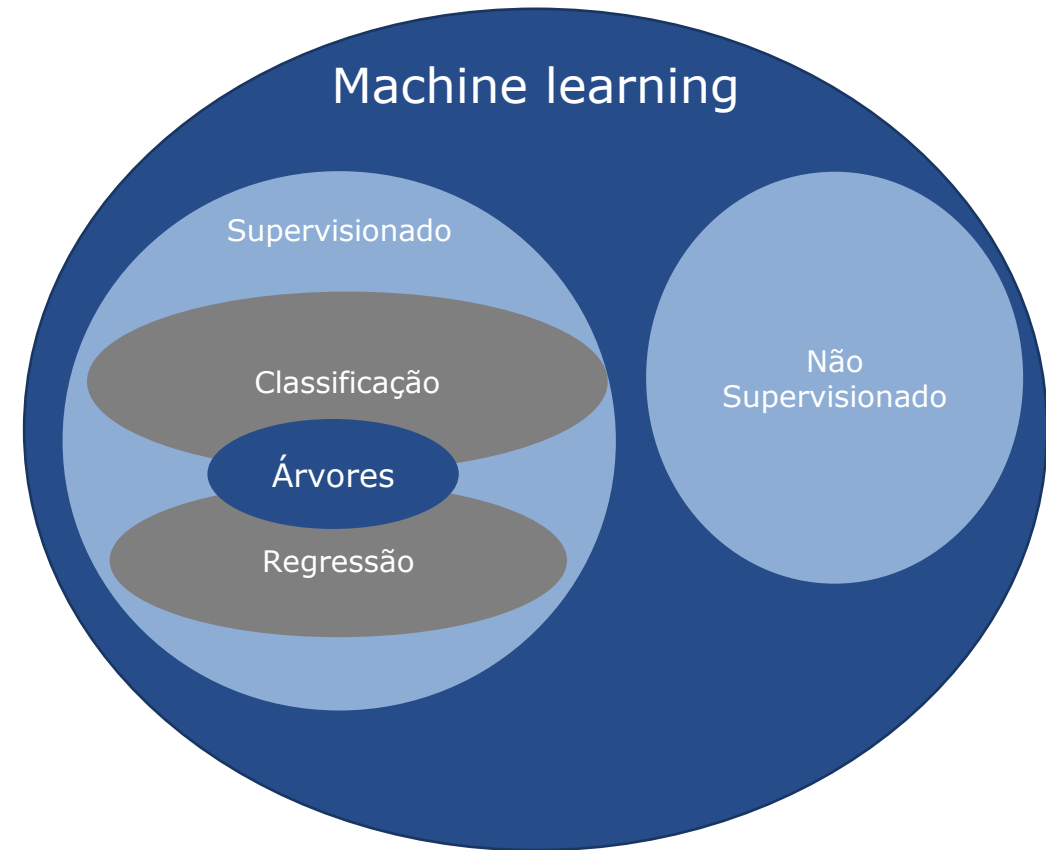 Machine learning
Supervisionado
Classificação
Árvores
Regressão
Não
Supervisionado